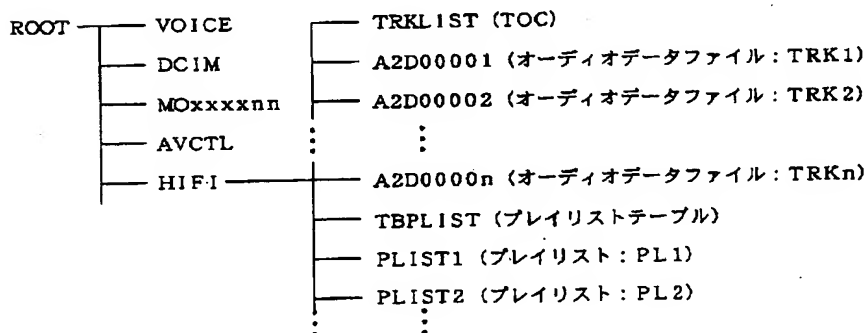 ROOT VOICE TRKLIST (TOC)
DCIM A2D00001 (オーディオデータファイル：TRK1)
MOxxxxnn A2D00002 (オーディオデータファイル：TRK2)
AVCTL
HIFI A2D0000n (オーディオデータファイル：TRKn)
TBPLIST (プレイリストテーブル)
PLIST1 (プレイリスト：PL1)
PLIST2 (プレイリスト：PL2)